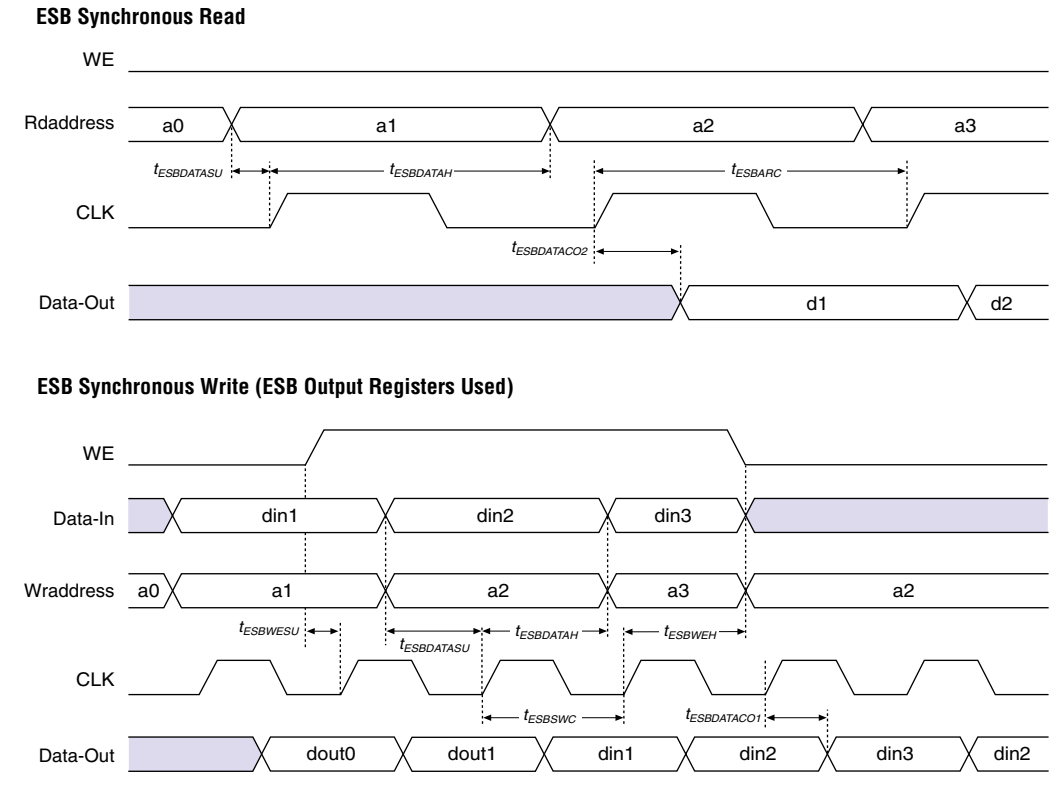 ESB Synchronous Read
WE
Rdaddress a0 a1 a2 a3
tESBDATASU tESBDATAH tESBARC
CLK
tESBDATACO2
Data-Out d1 d2
ESB Synchronous Write (ESB Output Registers Used)
WE
Data-In din1 din2 din3
Wraddress a0 a1 a2 a3 a2
tESBWESU tESBDATASU tESBDATAH tESBWEH
CLK
tESBSWC tESBDATACO1
Data-Out dout0 dout1 din1 din2 din3 din2